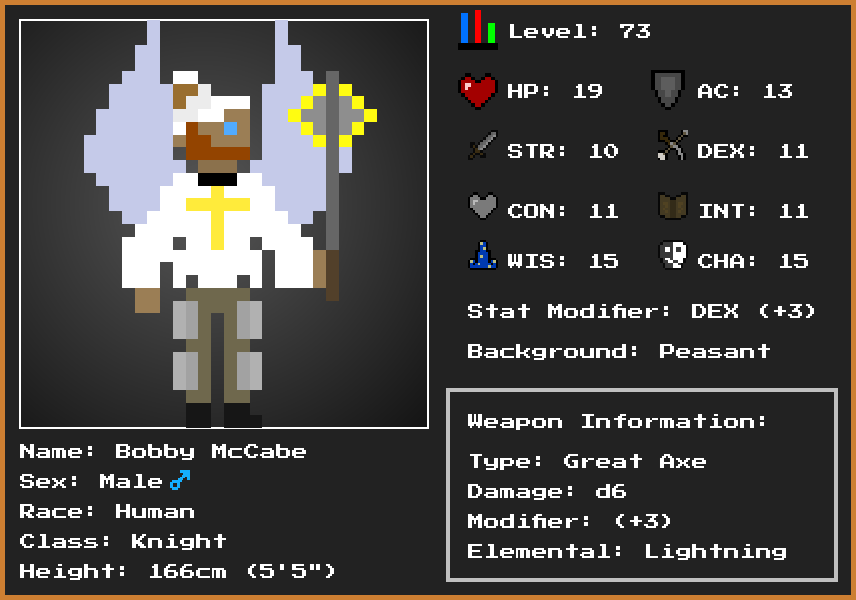 Level: 73
HP: 19 AC: 13
STR: 10 DEX: 11
CON: 11 INT: 11
WIS: 15 CHA: 15
Stat Modifier: DEX (+3)
Background: Peasant
Weapon Information:
Type: Great Axe
Damage: d6
Modifier: (+3)
Elemental: Lightning
Name: Bobby McCabe
Sex: Male ♂
Race: Human
Class: Knight
Height: 166cm (5'5")